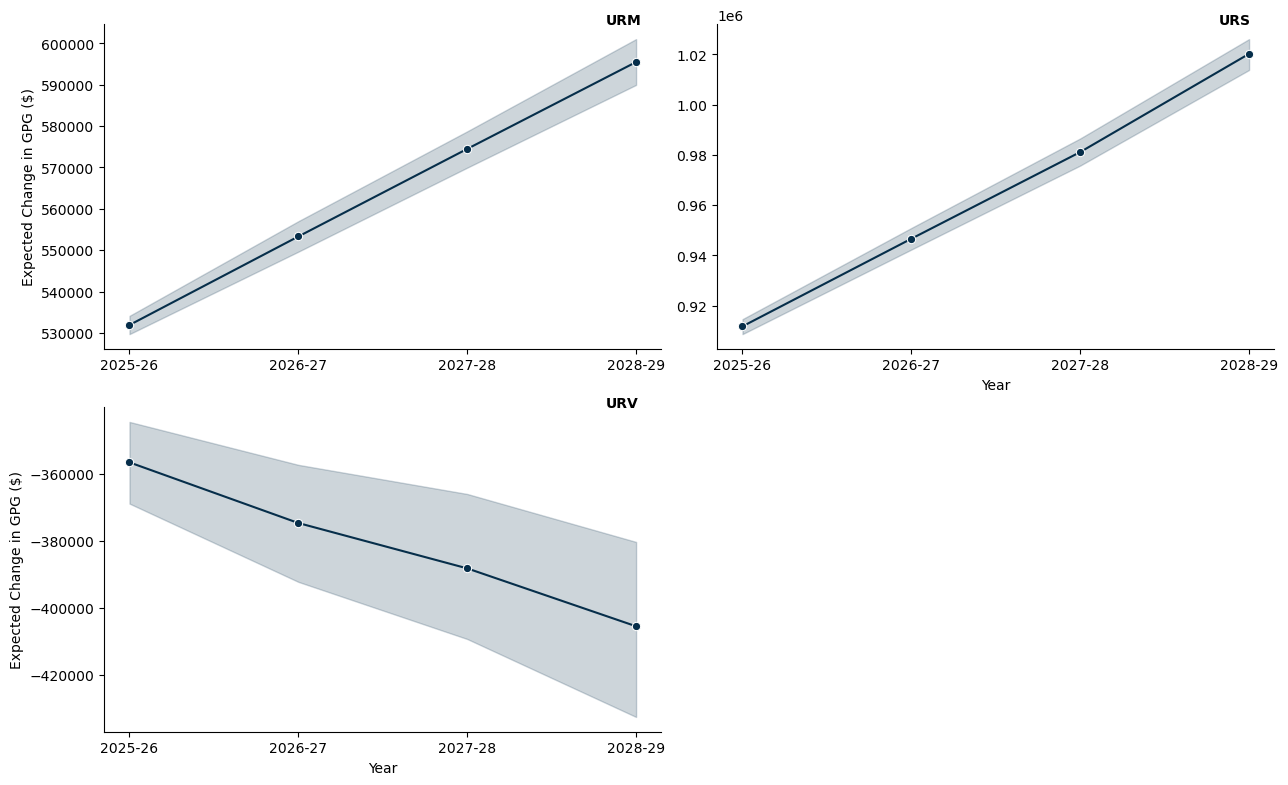 URM
Expected Change in GPG ($)
600000
590000
580000
570000
560000
550000
540000
530000
2025-26 2026-27 2027-28 2028-29
1e6
URS
1.02
1.00
0.98
0.96
0.94
0.92
2025-26 2026-27 2027-28 2028-29
Year
URV
Expected Change in GPG ($)
−360000
−380000
−400000
−420000
2025-26 2026-27 2027-28 2028-29
Year